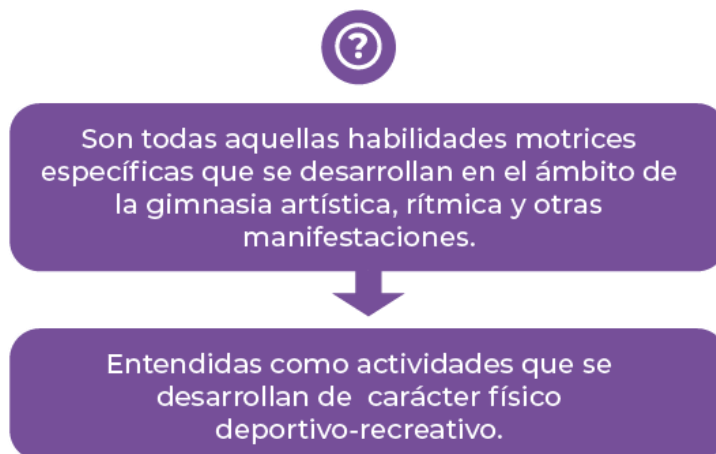 ?
Son todas aquellas habilidades motrices
específicas que se desarrollan en el ámbito de
la gimnasia artística, rítmica y otras
manifestaciones.
Entendidas como actividades que se
desarrollan de carácter físico
deportivo-recreativo.